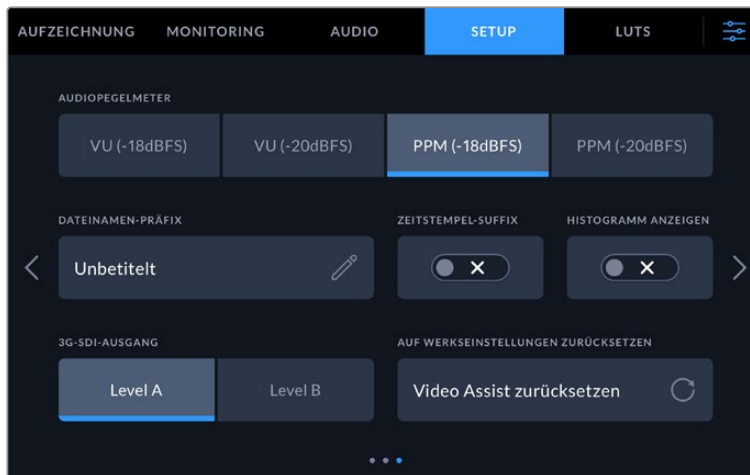 AUFZEICHNUNG MONITORING AUDIO SETUP LUTS
AUDIOPEGELMETER
VU (-18dBFS) VU (-20dBFS) PPM (-18dBFS) PPM (-20dBFS)
DATEINAMEN-PRÄFIX ZEITSTEMPEL-SUFFIX HISTOGRAMM ANZEIGEN
Unbetitelt
3G-SDI-AUSGANG AUF WERKSEINSTELLUNGEN ZURÜCKSETZEN
Level A Level B Video Assist zurücksetzen